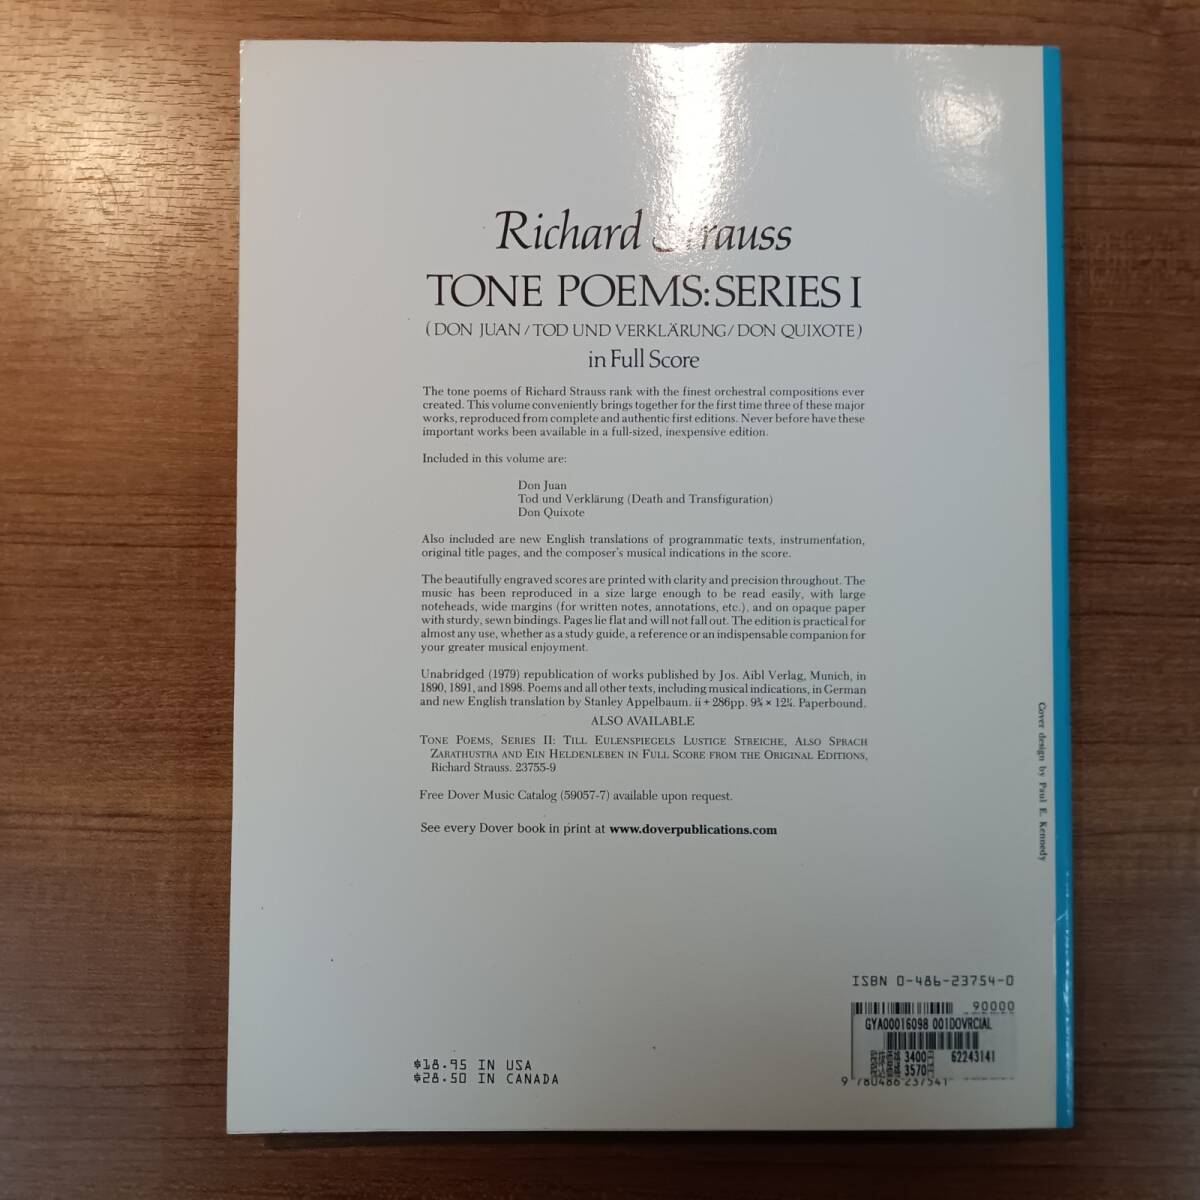 Richard Strauss
TONE POEMS: SERIES I
(DON JUAN/TOD UND VERKLÄRUNG/DON QUIXOTE)
in Full Score
The tone poems of Richard Strauss rank with the finest orchestral compositions ever
created. This volume conveniently brings together for the first time three of these major
works, reproduced from complete and authentic first editions. Never before have these
important works been available in a full-sized, inexpensive edition.
Included in this volume are:
Don Juan
Tod und Verklärung (Death and Transfiguration)
Don Quixote
Also included are new English translations of programmatic texts, instrumentation,
original title pages, and the composer's musical indications in the score.
The beautifully engraved scores are printed with clarity and precision throughout. The
music has been reproduced in a size large enough to be read easily, with large
noteheads, wide margins (for written notes, annotations, etc.), and on opaque paper
with sturdy, sewn bindings. Pages lie flat and will not fall out. The edition is practical for
almost any use, whether as a study guide, a reference or an indispensable companion for
your greater musical enjoyment.
Unabridged (1979) republication of works published by Jos. Aibl Verlag, Munich, in
1890, 1891, and 1898. Poems and all other texts, including musical indications, in German
and new English translation by Stanley Appelbaum. ii + 286pp. 9⅜ × 12¼. Paperbound.
ALSO AVAILABLE
TONE POEMS, SERIES II: TILL EULENSPIEGELS LUSTIGE STREICHE, ALSO SPRACH
ZARATHUSTRA AND EIN HELDENLEBEN IN FULL SCORE FROM THE ORIGINAL EDITIONS,
Richard Strauss. 23755-9
Free Dover Music Catalog (59057-7) available upon request.
See every Dover book in print at www.doverpublications.com
Cover design by Paul E. Kennedy
ISBN 0-486-23754-0
90000
GYA00016098 001DOVRCIAL
3400 62243141
3570
9 780486 237541
$18.95 IN USA
$28.50 IN CANADA